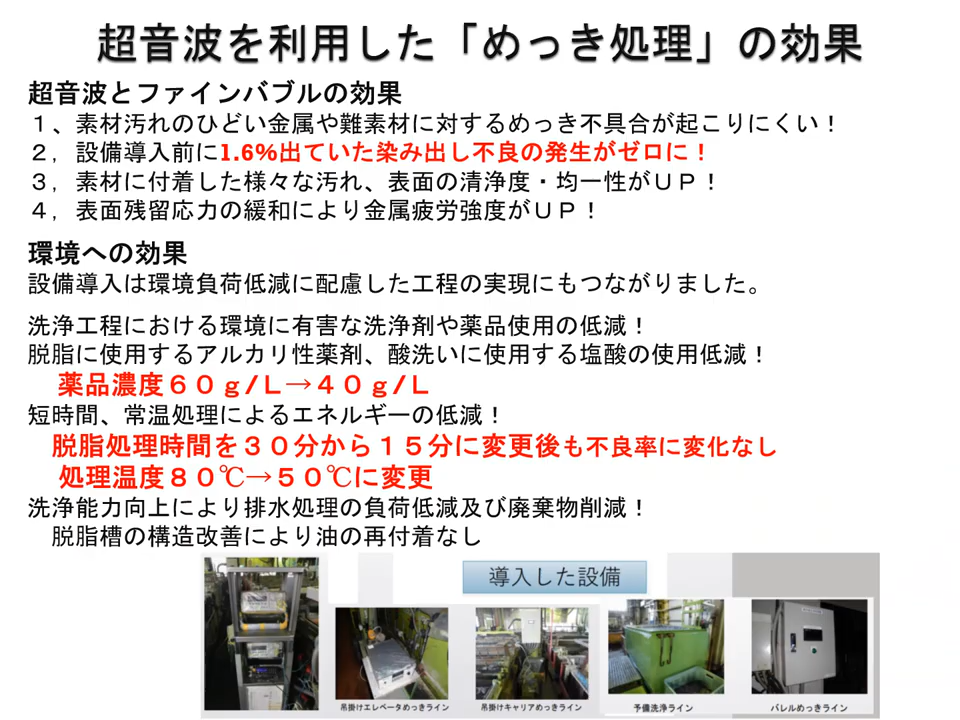 超音波を利用した「めっき処理」の効果
超音波とファインバブルの効果
１、素材汚れのひどい金属や難素材に対するめっき不具合が起こりにくい！
２，設備導入前に1.6%出ていた染み出し不良の発生がゼロに！
３，素材に付着した様々な汚れ、表面の清浄度・均一性がＵＰ！
４，表面残留応力の緩和により金属疲労強度がＵＰ！
環境への効果
設備導入は環境負荷低減に配慮した工程の実現にもつながりました。
洗浄工程における環境に有害な洗浄剤や薬品使用の低減！
脱脂に使用するアルカリ性薬剤、酸洗いに使用する塩酸の使用低減！
薬品濃度６０ｇ/Ｌ→４０ｇ/Ｌ
短時間、常温処理によるエネルギーの低減！
脱脂処理時間を３０分から１５分に変更後も不良率に変化なし
処理温度８０℃→５０℃に変更
洗浄能力向上により排水処理の負荷低減及び廃棄物削減！
脱脂槽の構造改善により油の再付着なし
導入した設備
吊掛けエレベータめっきライン
吊掛けキャリアめっきライン
予備洗浄ライン
バレルめっきライン